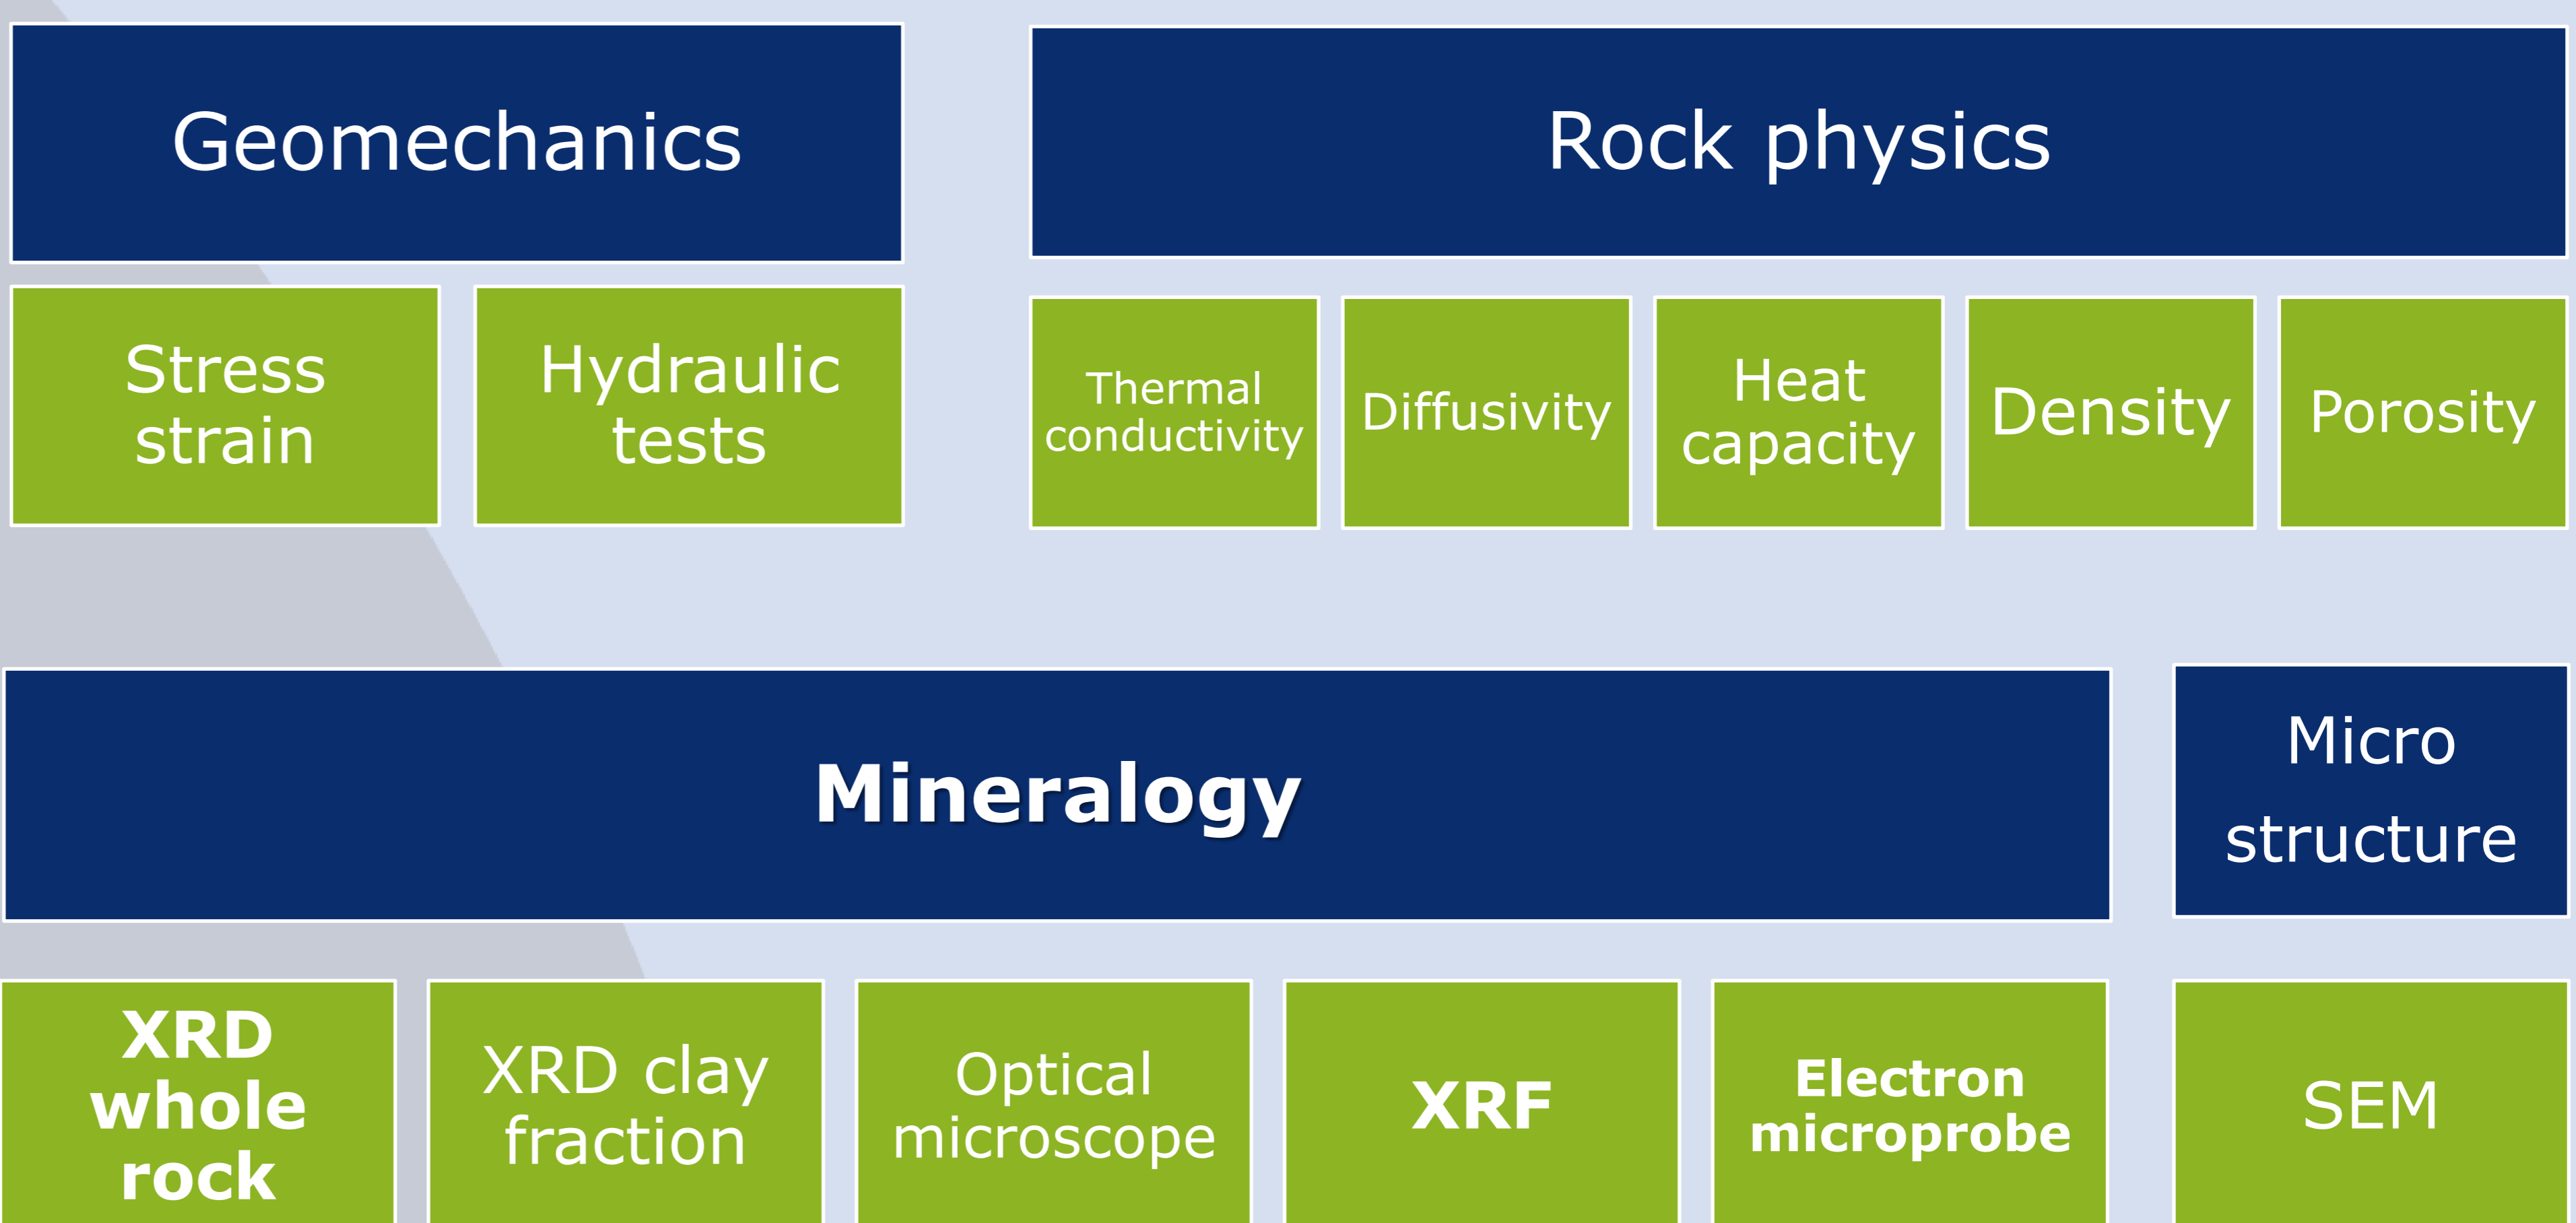 Geomechanics
Rock physics
Stress
strain
Hydraulic
tests
Thermal
conductivity
Diffusivity
Heat
capacity
Density
Porosity
Mineralogy
Micro
structure
XRD
whole
rock
XRD clay
fraction
Optical
microscope
XRF
Electron
microprobe
SEM